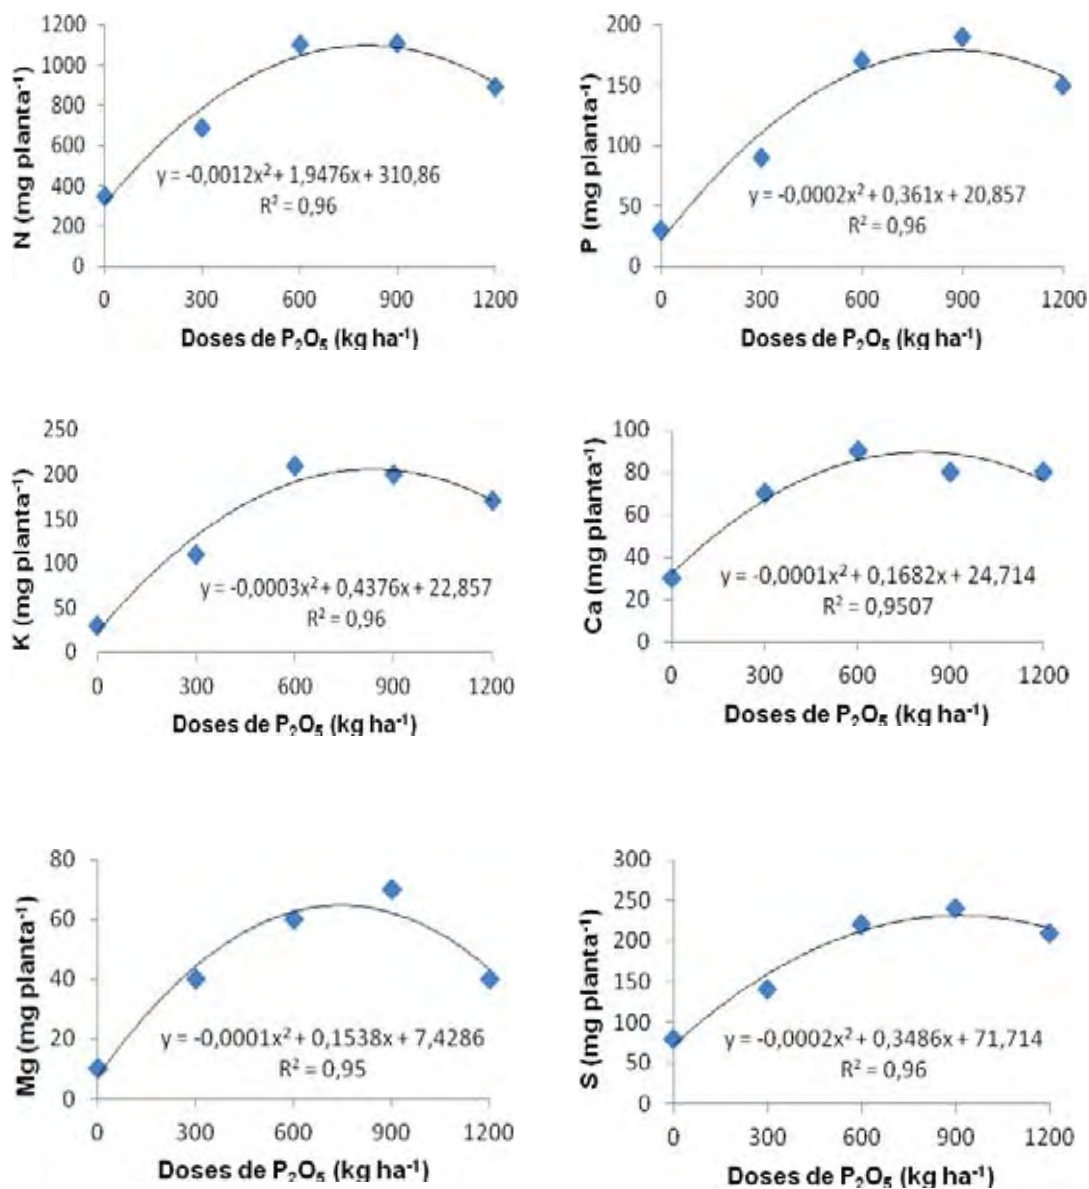 N (mg planta⁻¹)
1200
1000
800
600
400
200
0
y = -0,0012x² + 1,9476x + 310,86
R² = 0,96
0 300 600 900 1200
Doses de P₂O₅ (kg ha⁻¹)
P (mg planta⁻¹)
200
150
100
50
0
y = -0,0002x² + 0,361x + 20,857
R² = 0,96
0 300 600 900 1200
Doses de P₂O₅ (kg ha⁻¹)
K (mg planta⁻¹)
250
200
150
100
50
0
y = -0,0003x² + 0,4376x + 22,857
R² = 0,96
0 300 600 900 1200
Doses de P₂O₅ (kg ha⁻¹)
Ca (mg planta⁻¹)
100
80
60
40
20
0
y = -0,0001x² + 0,1682x + 24,714
R² = 0,9507
0 300 600 900 1200
Doses de P₂O₅ (kg ha⁻¹)
Mg (mg planta⁻¹)
80
60
40
20
0
y = -0,0001x² + 0,1538x + 7,4286
R² = 0,95
0 300 600 900 1200
Doses de P₂O₅ (kg ha⁻¹)
S (mg planta⁻¹)
300
250
200
150
100
50
0
y = -0,0002x² + 0,3486x + 71,714
R² = 0,96
0 300 600 900 1200
Doses de P₂O₅ (kg ha⁻¹)